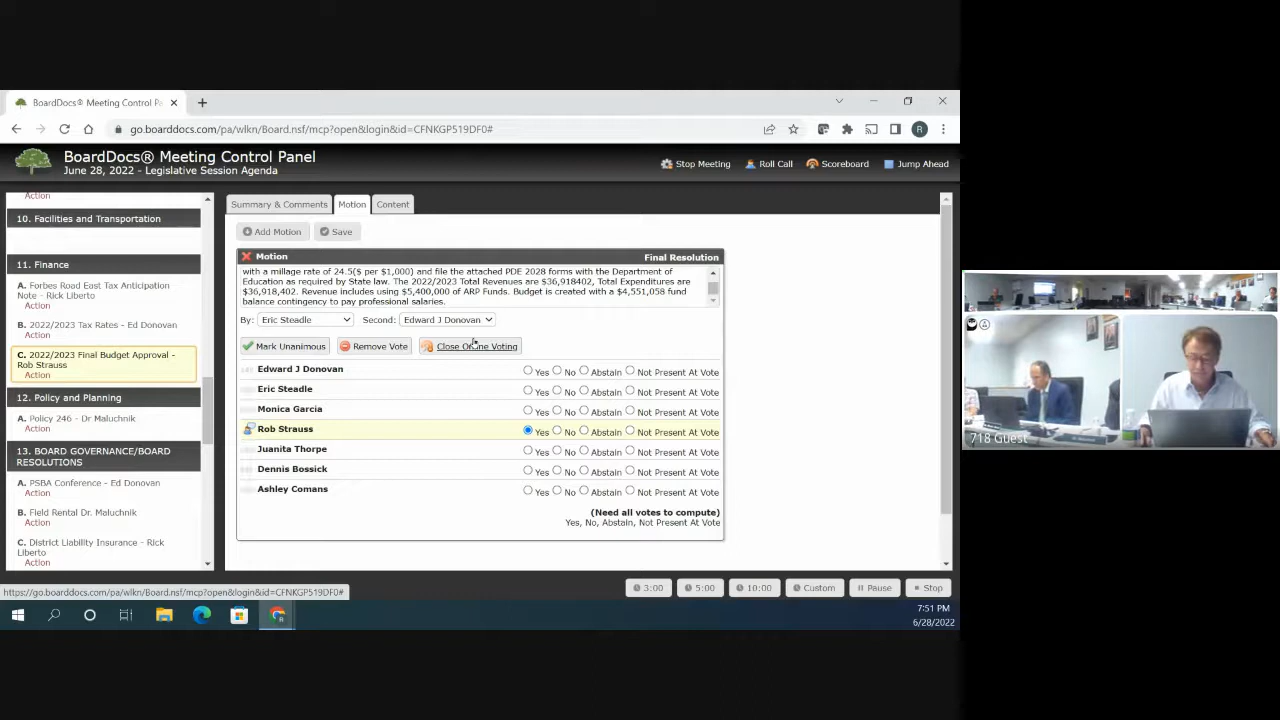 BoardDocs® Meeting Control Pa
go.boarddocs.com/pa/wlkn/Board.nsf/mcp?open&login&id=CFNKGP519DF0#
R
BoardDocs® Meeting Control Panel
June 28, 2022 - Legislative Session Agenda
Stop Meeting
Roll Call
Scoreboard
Jump Ahead
Action
10. Facilities and Transportation
11. Finance
A. Forbes Road East Tax Anticipation
Note - Rick Liberto
Action
B. 2022/2023 Tax Rates - Ed Donovan
Action
C. 2022/2023 Final Budget Approval -
Rob Strauss
Action
12. Policy and Planning
A. Policy 246 - Dr Maluchnik
Action
13. BOARD GOVERNANCE/BOARD
RESOLUTIONS
A. PSBA Conference - Ed Donovan
Action
B. Field Rental Dr. Maluchnik
Action
C. District Liability Insurance - Rick
Liberto
Action
Summary & Comments
Motion
Content
Add Motion
Save
Motion
Final Resolution
with a millage rate of 24.5($ per $1,000) and file the attached PDE 2028 forms with the Department of
Education as required by State law. The 2022/2023 Total Revenues are $36,918402, Total Expenditures are
$36,918,402. Revenue includes using $5,400,000 of ARP Funds. Budget is created with a $4,551,058 fund
balance contingency to pay professional salaries.
By: Eric Steadle Second: Edward J Donovan
Mark Unanimous
Remove Vote
Close Online Voting
Edward J Donovan Yes No Abstain Not Present At Vote
Eric Steadle Yes No Abstain Not Present At Vote
Monica Garcia Yes No Abstain Not Present At Vote
Rob Strauss Yes No Abstain Not Present At Vote
Juanita Thorpe Yes No Abstain Not Present At Vote
Dennis Bossick Yes No Abstain Not Present At Vote
Ashley Comans Yes No Abstain Not Present At Vote
(Need all votes to compute)
Yes, No, Abstain, Not Present At Vote
3:00
5:00
10:00
Custom
Pause
Stop
https://go.boarddocs.com/pa/wlkn/Board.nsf/mcp?open&login&id=CFNKGP519DF0#
7:51 PM
6/28/2022
718 Guest